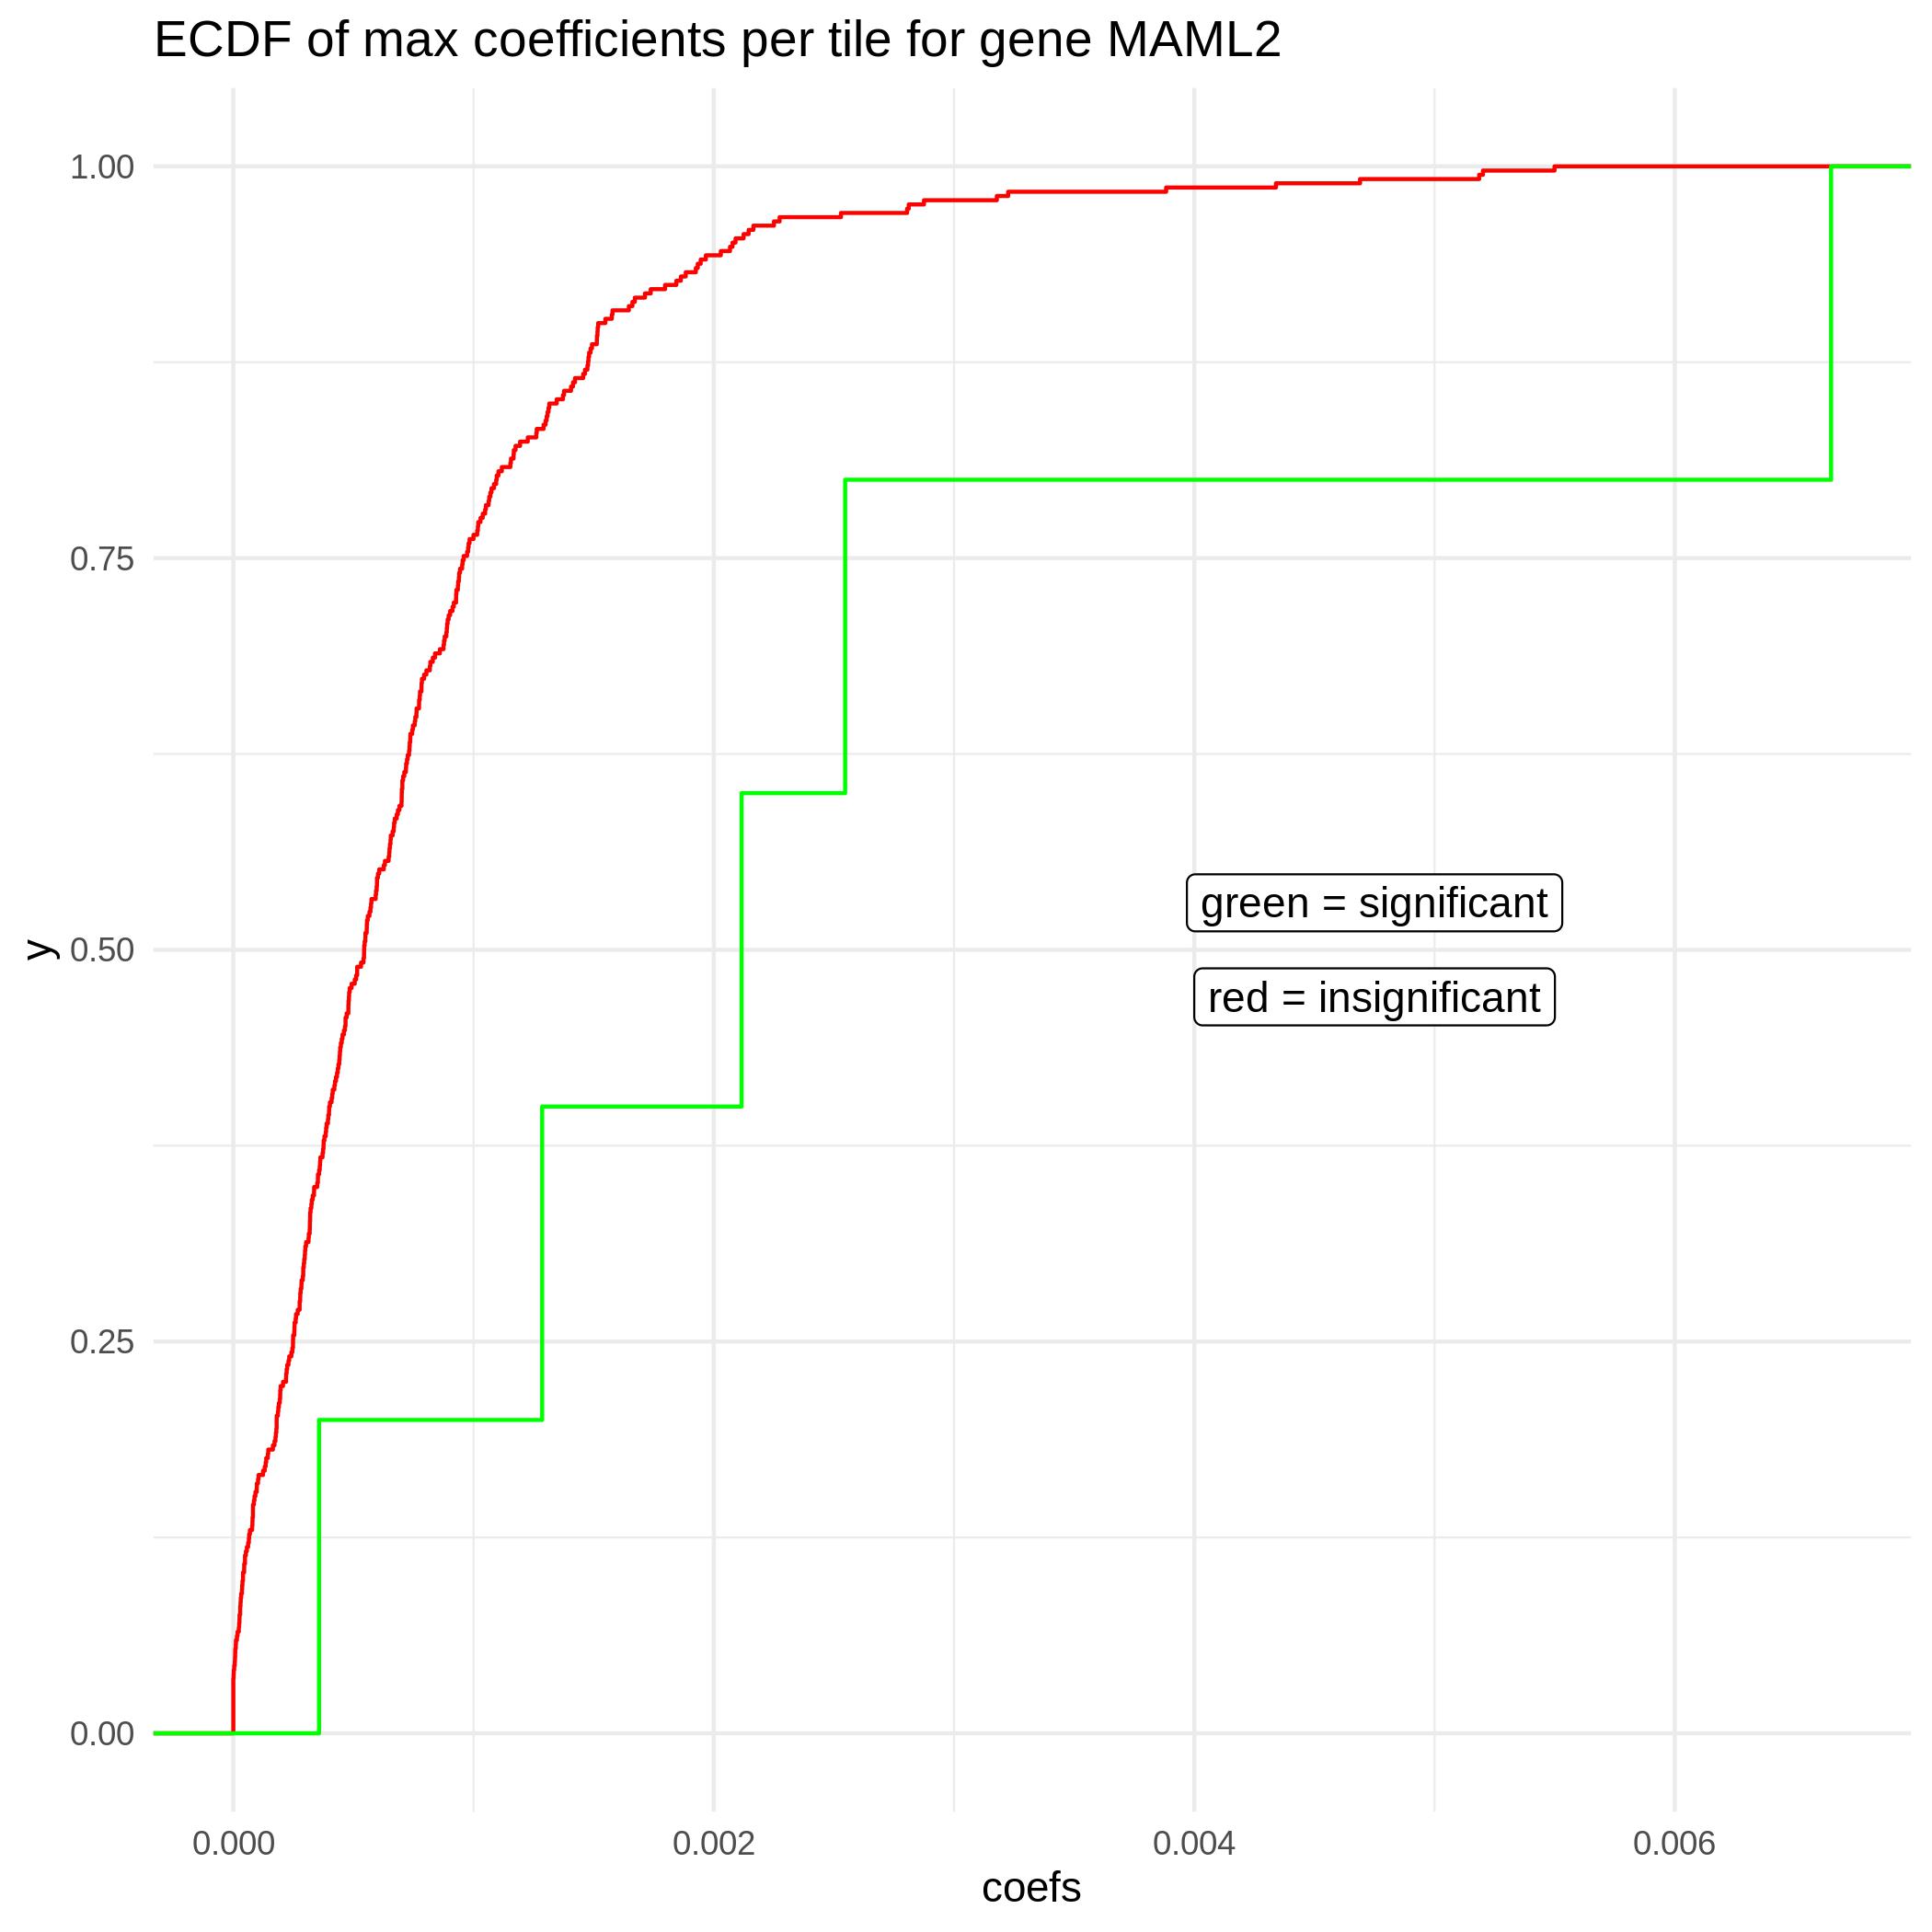 ECDF of max coefficients per tile for gene MAML2
1.00
0.75
0.50
0.25
0.00
y
green = significant
red = insignificant
0.000 0.002 0.004 0.006
coefs